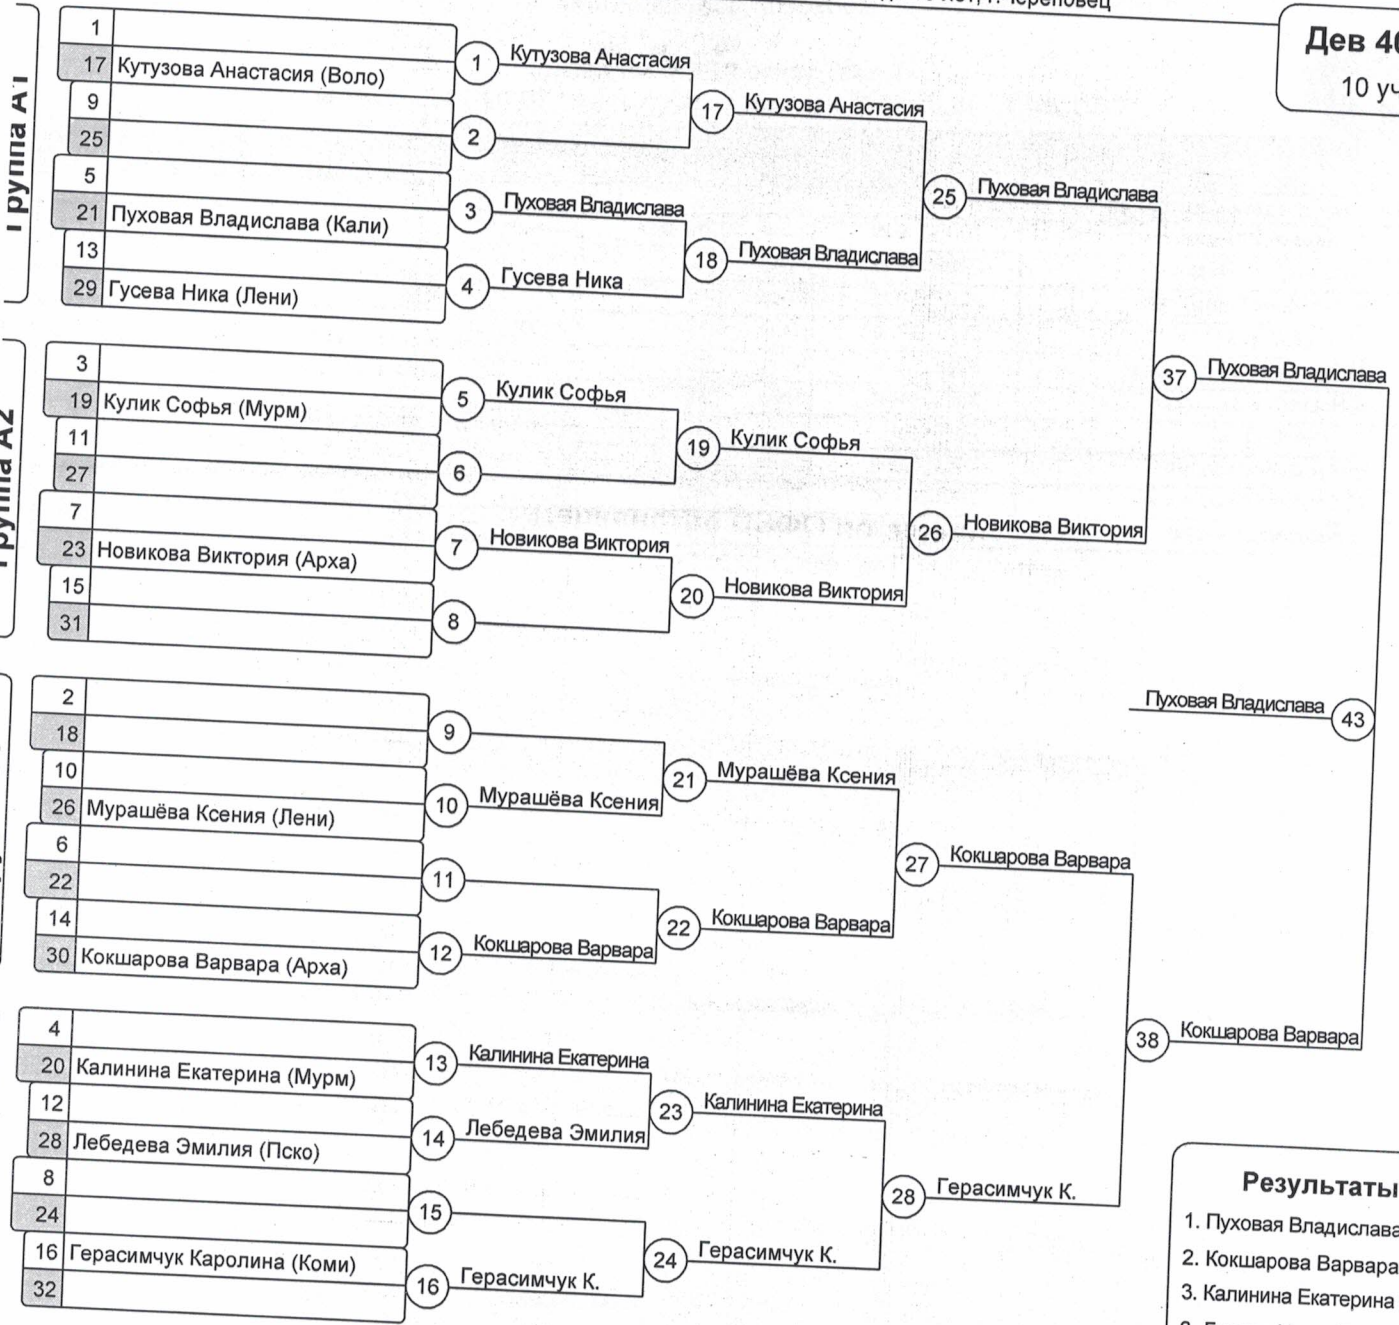 г. Череповец
Дев 40
10 уч
Группа А1
1
17 Кутузова Анастасия (Воло)
9
25
5
21 Пуховая Владислава (Кали)
13
29 Гусева Ника (Лени)
1 Кутузова Анастасия
2
3 Пуховая Владислава
4 Гусева Ника
17 Кутузова Анастасия
18 Пуховая Владислава
25 Пуховая Владислава
Группа А2
3
19 Кулик Софья (Мурм)
11
27
7
23 Новикова Виктория (Арха)
15
31
5 Кулик Софья
6
7 Новикова Виктория
8
19 Кулик Софья
20 Новикова Виктория
26 Новикова Виктория
37 Пуховая Владислава
Пуховая Владислава 43
2
18
10
26 Мурашёва Ксения (Лени)
6
22
14
30 Кокшарова Варвара (Арха)
9
10 Мурашёва Ксения
11
12 Кокшарова Варвара
21 Мурашёва Ксения
22 Кокшарова Варвара
27 Кокшарова Варвара
4
20 Калинина Екатерина (Мурм)
12
28 Лебедева Эмилия (Пско)
8
24
16 Герасимчук Каролина (Коми)
32
13 Калинина Екатерина
14 Лебедева Эмилия
15
16 Герасимчук К.
23 Калинина Екатерина
24 Герасимчук К.
28 Герасимчук К.
38 Кокшарова Варвара
Результаты
1. Пуховая Владислава
2. Кокшарова Варвара
3. Калинина Екатерина